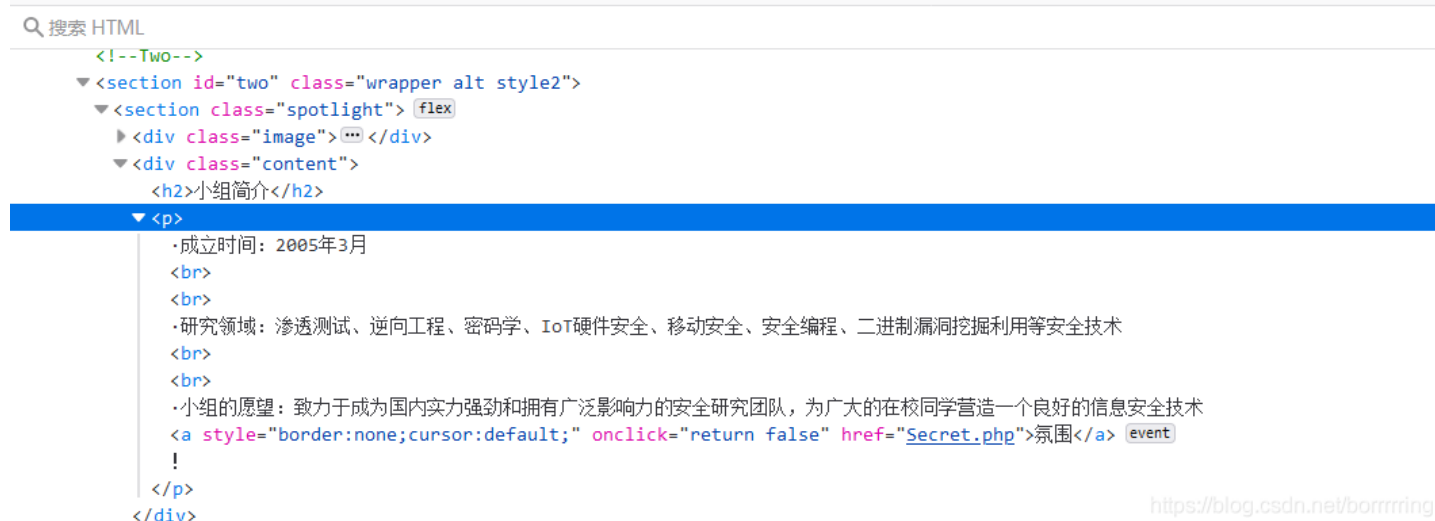 搜索 HTML
<!--Two-->
<section id="two" class="wrapper alt style2">
<section class="spotlight"> flex
<div class="image">⋯</div>
<div class="content">
<h2>小组简介</h2>
<p>
·成立时间：2005年3月
<br>
<br>
·研究领域：渗透测试、逆向工程、密码学、IoT硬件安全、移动安全、安全编程、二进制漏洞挖掘利用等安全技术
<br>
<br>
·小组的愿望：致力于成为国内实力强劲和拥有广泛影响力的安全研究团队，为广大的在校同学营造一个良好的信息安全技术
<a style="border:none;cursor:default;" onclick="return false" href="Secret.php">氛围</a> event
！
</p>
</div>
https://blog.csdn.net/borrrrring